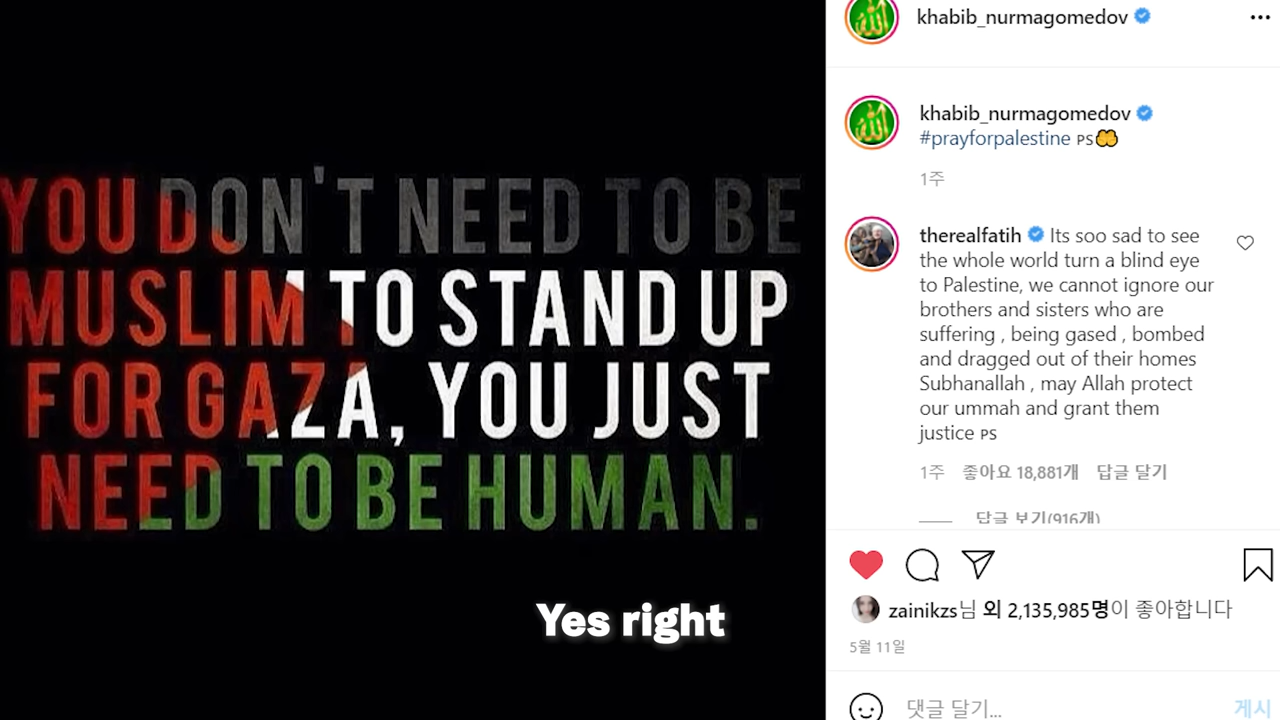 YOU DON'T NEED TO BE
MUSLIM TO STAND UP
FOR GAZA, YOU JUST
NEED TO BE HUMAN.
Yes right
khabib_nurmagomedov
khabib_nurmagomedov
#prayforpalestine PS
1주
therealfatih Its soo sad to see
the whole world turn a blind eye
to Palestine, we cannot ignore our
brothers and sisters who are
suffering , being gased , bombed
and dragged out of their homes
Subhanallah , may Allah protect
our ummah and grant them
justice PS
1주 좋아요 18,881개 답글 달기
답글 보기(916개)
zainikzs님 외 2,135,985명이 좋아합니다
5월 11일
댓글 달기...
게시